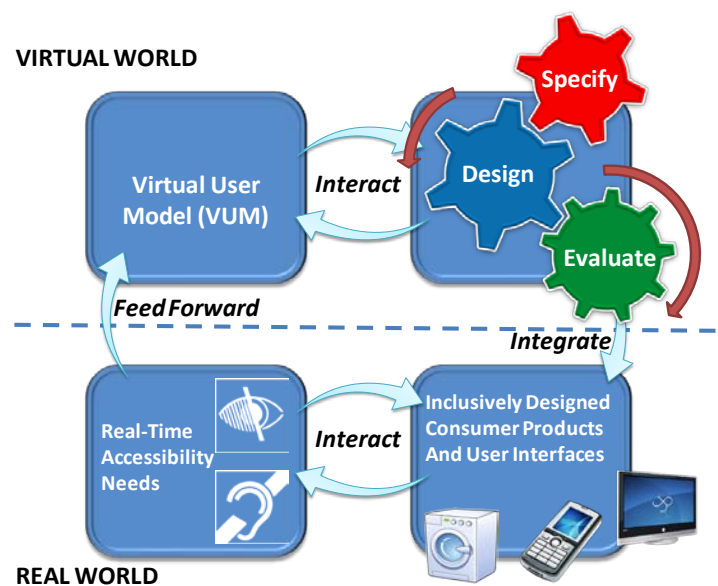 VIRTUAL WORLD
Specify
Virtual User
Model (VUM)
Interact
Design
Evaluate
Feed Forward
Integrate
Real-Time
Accessibility
Needs
Interact
Inclusively Designed
Consumer Products
And User Interfaces
REAL WORLD